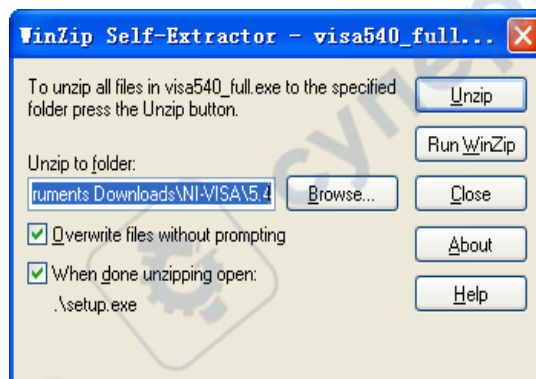 WinZip Self-Extractor - visa540_full...
To unzip all files in visa540_full.exe to the specified
folder press the Unzip button.
Unzip to folder:
ruments Downloads\NI-VISA\5.4
Browse...
Overwrite files without prompting
When done unzipping open:
.\setup.exe
Unzip
Run WinZip
Close
About
Help